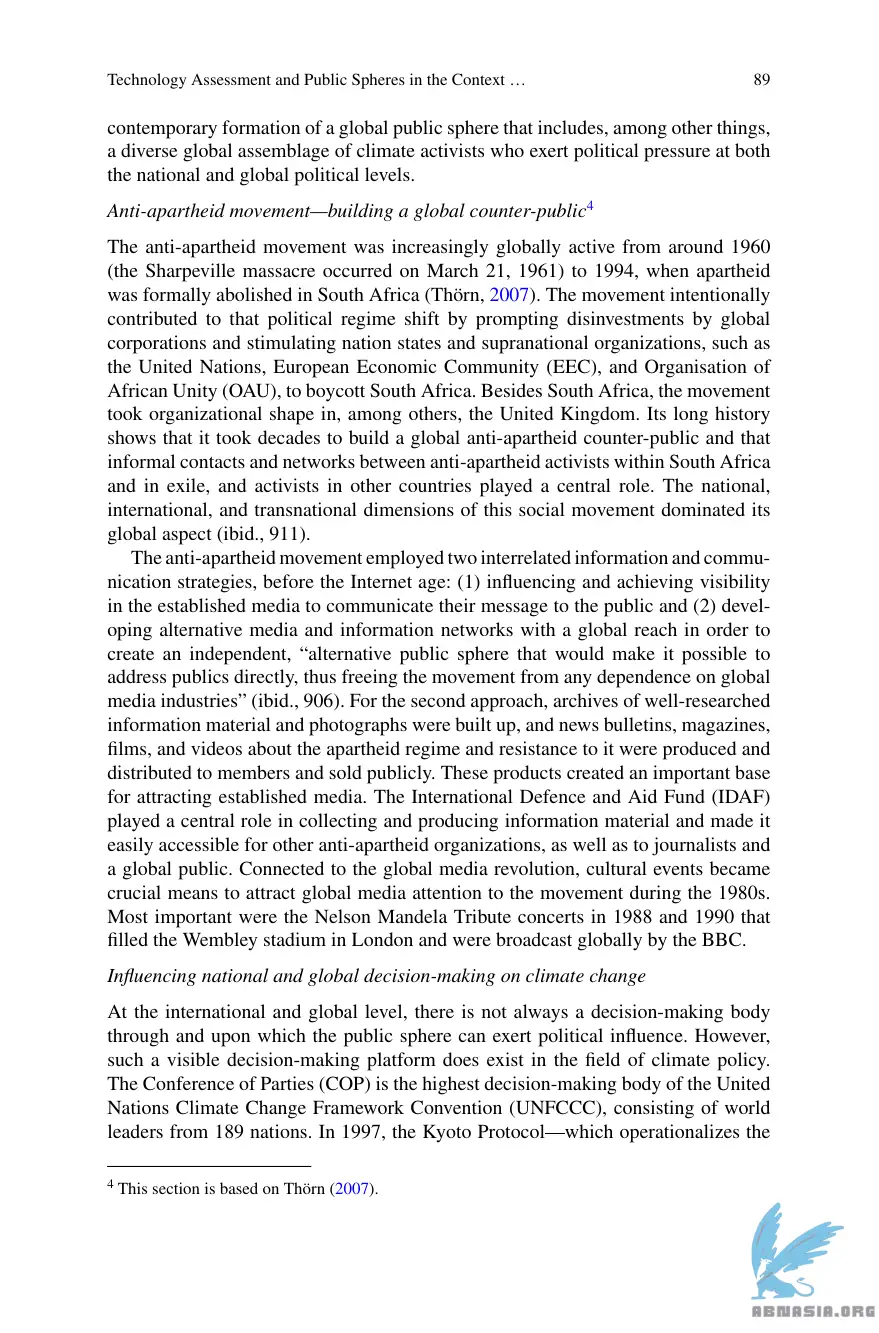 Technology Assessment and Public Spheres in the Context … 89
contemporary formation of a global public sphere that includes, among other things,
a diverse global assemblage of climate activists who exert political pressure at both
the national and global political levels.
Anti-apartheid movement—building a global counter-public4
The anti-apartheid movement was increasingly globally active from around 1960
(the Sharpeville massacre occurred on March 21, 1961) to 1994, when apartheid
was formally abolished in South Africa (Thörn, 2007). The movement intentionally
contributed to that political regime shift by prompting disinvestments by global
corporations and stimulating nation states and supranational organizations, such as
the United Nations, European Economic Community (EEC), and Organisation of
African Unity (OAU), to boycott South Africa. Besides South Africa, the movement
took organizational shape in, among others, the United Kingdom. Its long history
shows that it took decades to build a global anti-apartheid counter-public and that
informal contacts and networks between anti-apartheid activists within South Africa
and in exile, and activists in other countries played a central role. The national,
international, and transnational dimensions of this social movement dominated its
global aspect (ibid., 911).
The anti-apartheid movement employed two interrelated information and commu-
nication strategies, before the Internet age: (1) influencing and achieving visibility
in the established media to communicate their message to the public and (2) devel-
oping alternative media and information networks with a global reach in order to
create an independent, “alternative public sphere that would make it possible to
address publics directly, thus freeing the movement from any dependence on global
media industries” (ibid., 906). For the second approach, archives of well-researched
information material and photographs were built up, and news bulletins, magazines,
films, and videos about the apartheid regime and resistance to it were produced and
distributed to members and sold publicly. These products created an important base
for attracting established media. The International Defence and Aid Fund (IDAF)
played a central role in collecting and producing information material and made it
easily accessible for other anti-apartheid organizations, as well as to journalists and
a global public. Connected to the global media revolution, cultural events became
crucial means to attract global media attention to the movement during the 1980s.
Most important were the Nelson Mandela Tribute concerts in 1988 and 1990 that
filled the Wembley stadium in London and were broadcast globally by the BBC.
Influencing national and global decision-making on climate change
At the international and global level, there is not always a decision-making body
through and upon which the public sphere can exert political influence. However,
such a visible decision-making platform does exist in the field of climate policy.
The Conference of Parties (COP) is the highest decision-making body of the United
Nations Climate Change Framework Convention (UNFCCC), consisting of world
leaders from 189 nations. In 1997, the Kyoto Protocol—which operationalizes the
4 This section is based on Thörn (2007).
ABNASIA.ORG